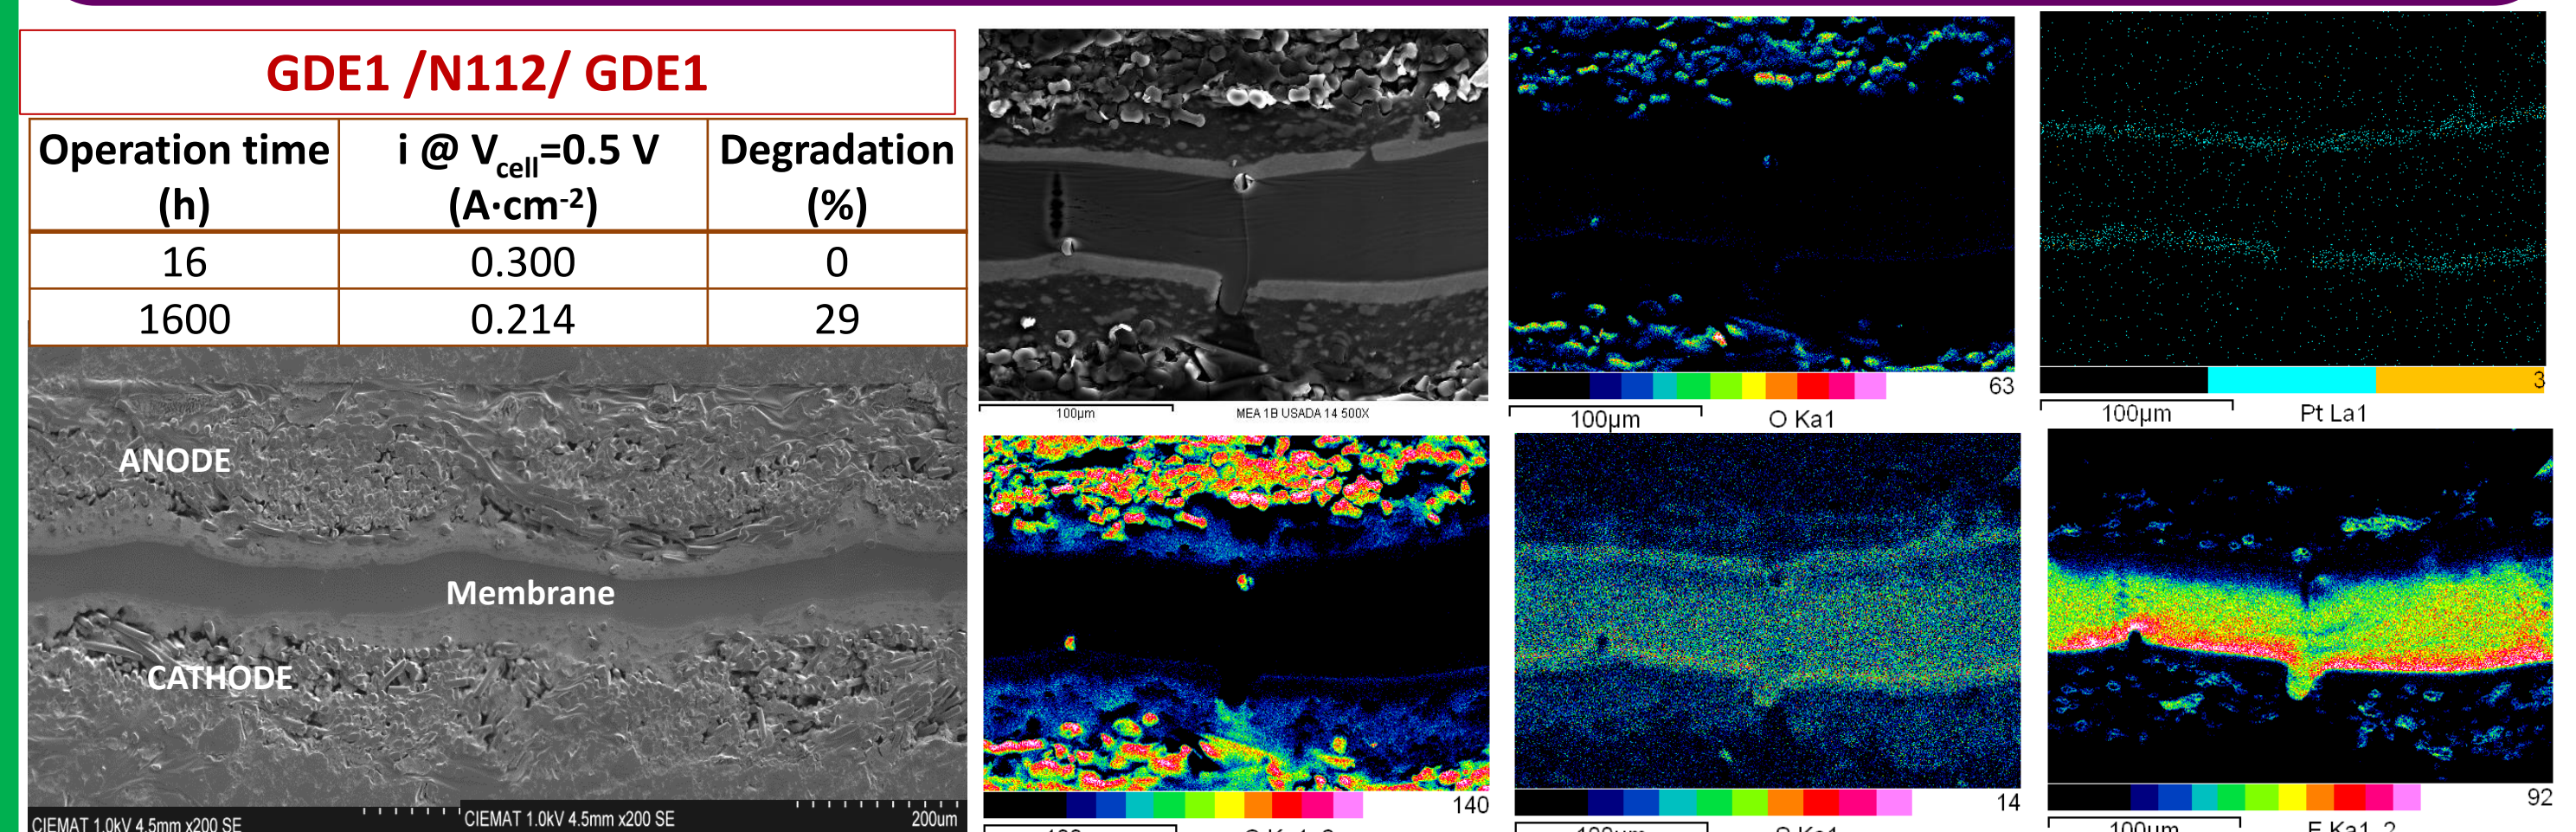 GDE1 /N112/ GDE1
Operation time (h)
i @ Vcell=0.5 V (A·cm-2)
Degradation (%)
16 0.300 0
1600 0.214 29
ANODE
Membrane
CATHODE
CIEMAT 1.0kV 4.5mm x200 SE
CIEMAT 1.0kV 4.5mm x200 SE
200um
100µm
MEA 1B USADA 14 500X
63
100µm
O Ka1
3
100µm
Pt La1
140
14
92
100µm